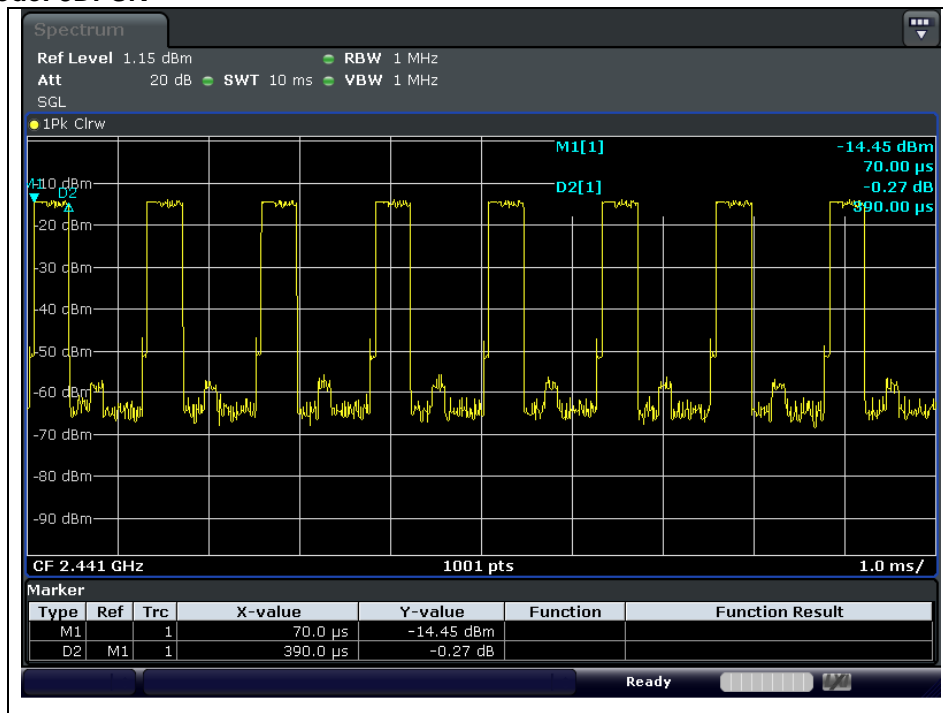 Spectrum
Ref Level 1.15 dBm RBW 1 MHz
Att 20 dB SWT 10 ms VBW 1 MHz
SGL
1Pk Clrw
M1[1] -14.45 dBm
70.00 µs
-10 dBm D2[1] -0.27 dB
D2 390.00 µs
-20 dBm
-30 dBm
-40 dBm
-50 dBm
-60 dBm
-70 dBm
-80 dBm
-90 dBm
CF 2.441 GHz 1001 pts 1.0 ms/
Marker
Type Ref Trc X-value Y-value Function Function Result
M1 1 70.0 µs -14.45 dBm
D2 M1 1 390.0 µs -0.27 dB
Ready